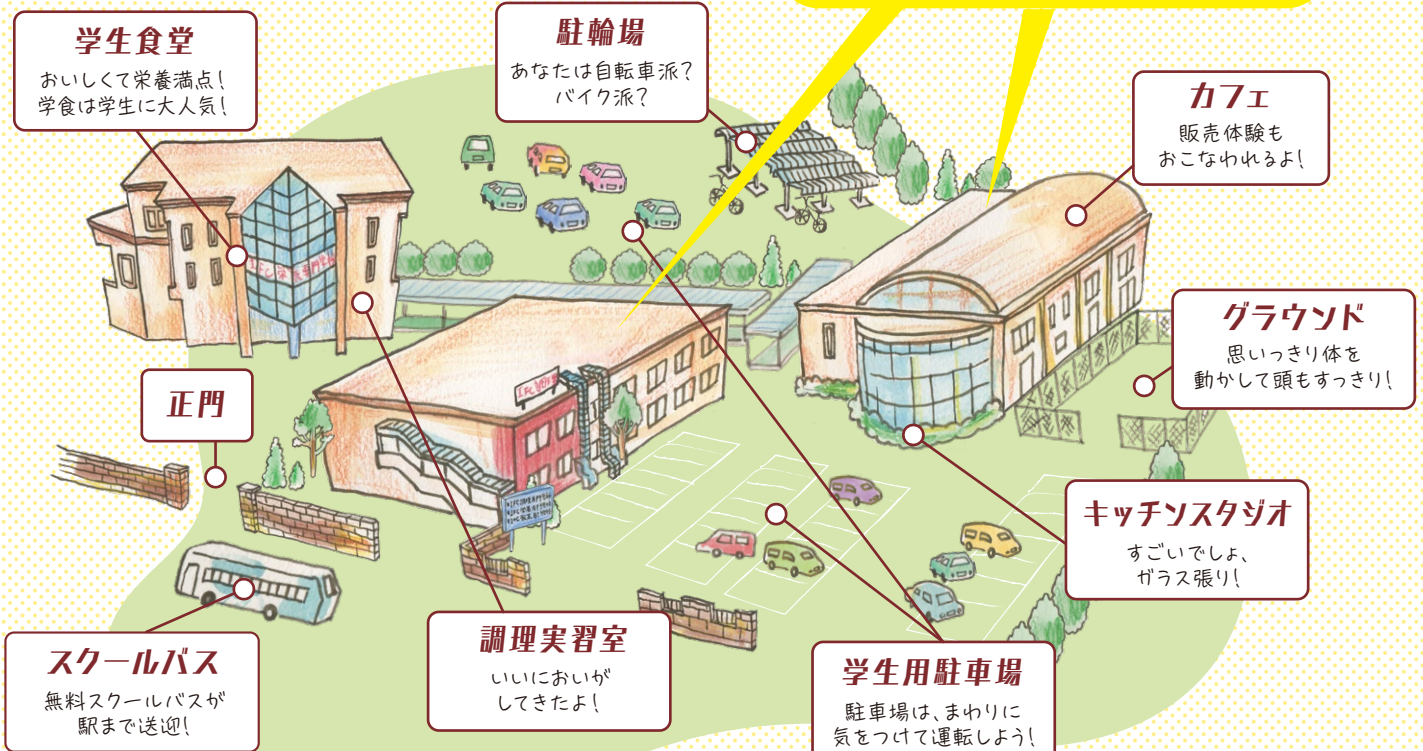 学生食堂
おいしくて栄養満点!
学食は学生に大人気!
駐輪場
あなたは自転車派?
バイク派?
カフェ
販売体験も
おこなわれるよ!
グラウンド
思いっきり体を
動かして頭もすっきり!
正門
キッチンスタジオ
すごいでしょ、
ガラス張り!
スクールバス
無料スクールバスが
駅まで送迎!
調理実習室
いいにおいが
してきたよ!
学生用駐車場
駐車場は、まわりに
気をつけて運転しよう!